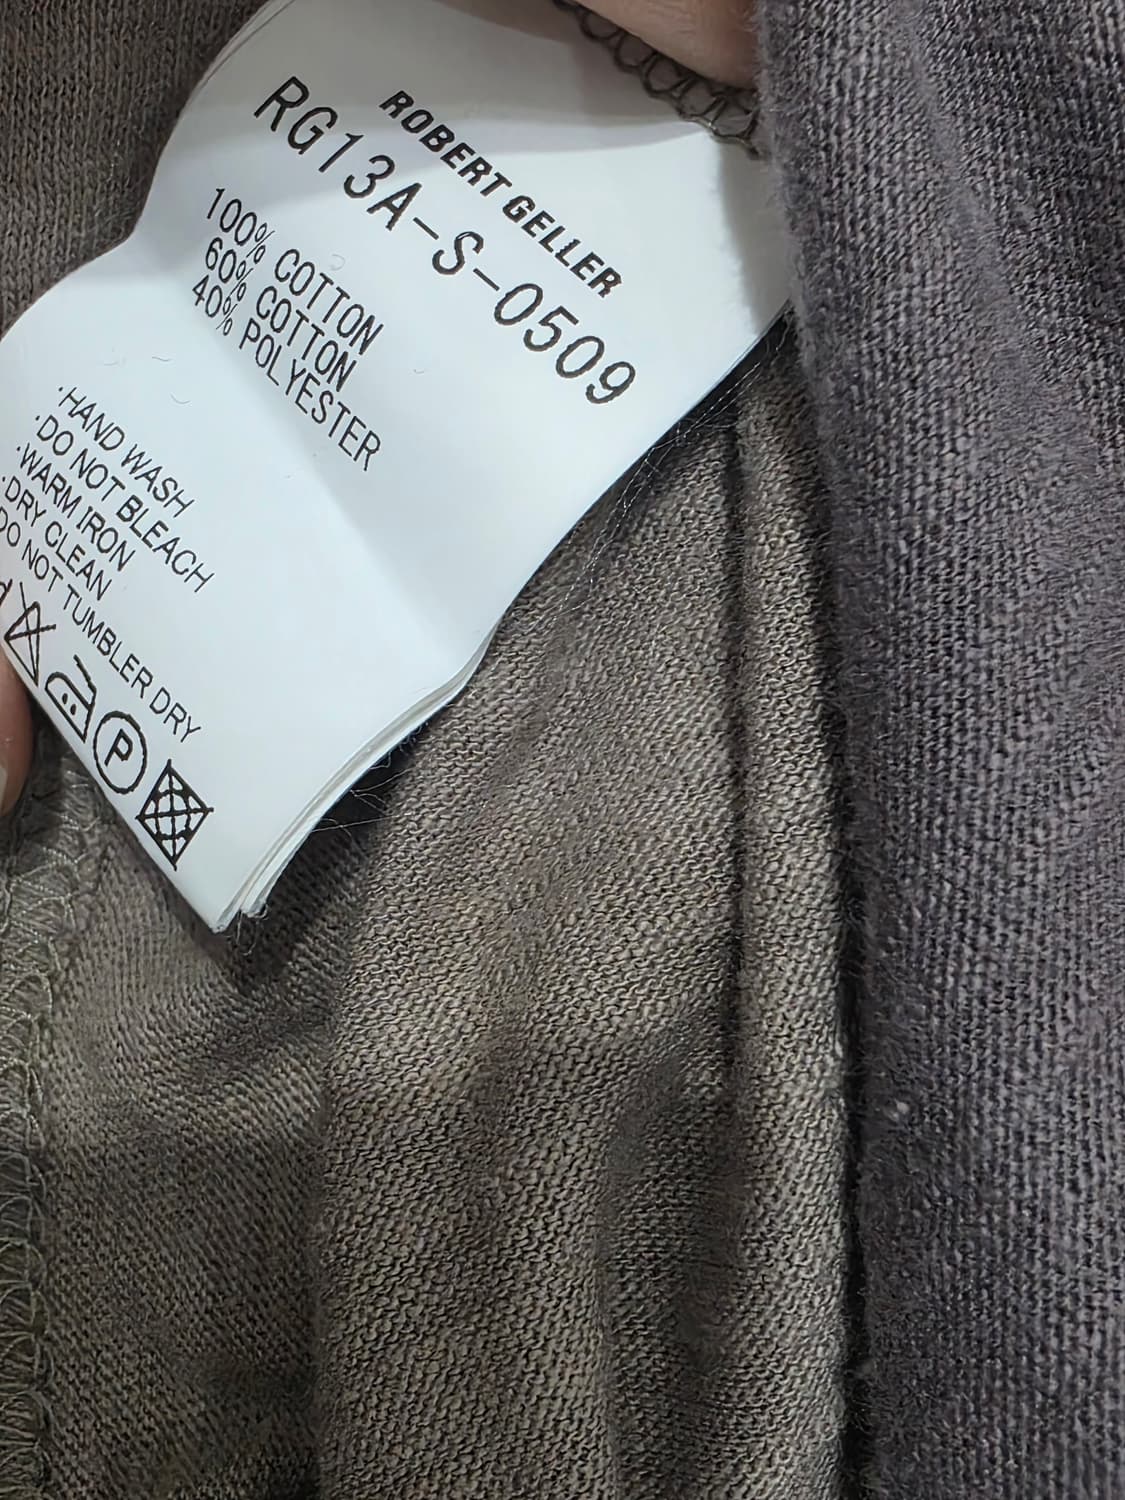 ROBERT GELLER
RG13A-S-0509
100% COTTON
60% COTTON
40% POLYESTER
·HAND WASH
·DO NOT BLEACH
·WARM IRON
·DRY CLEAN
DO NOT TUMBLER DRY
P